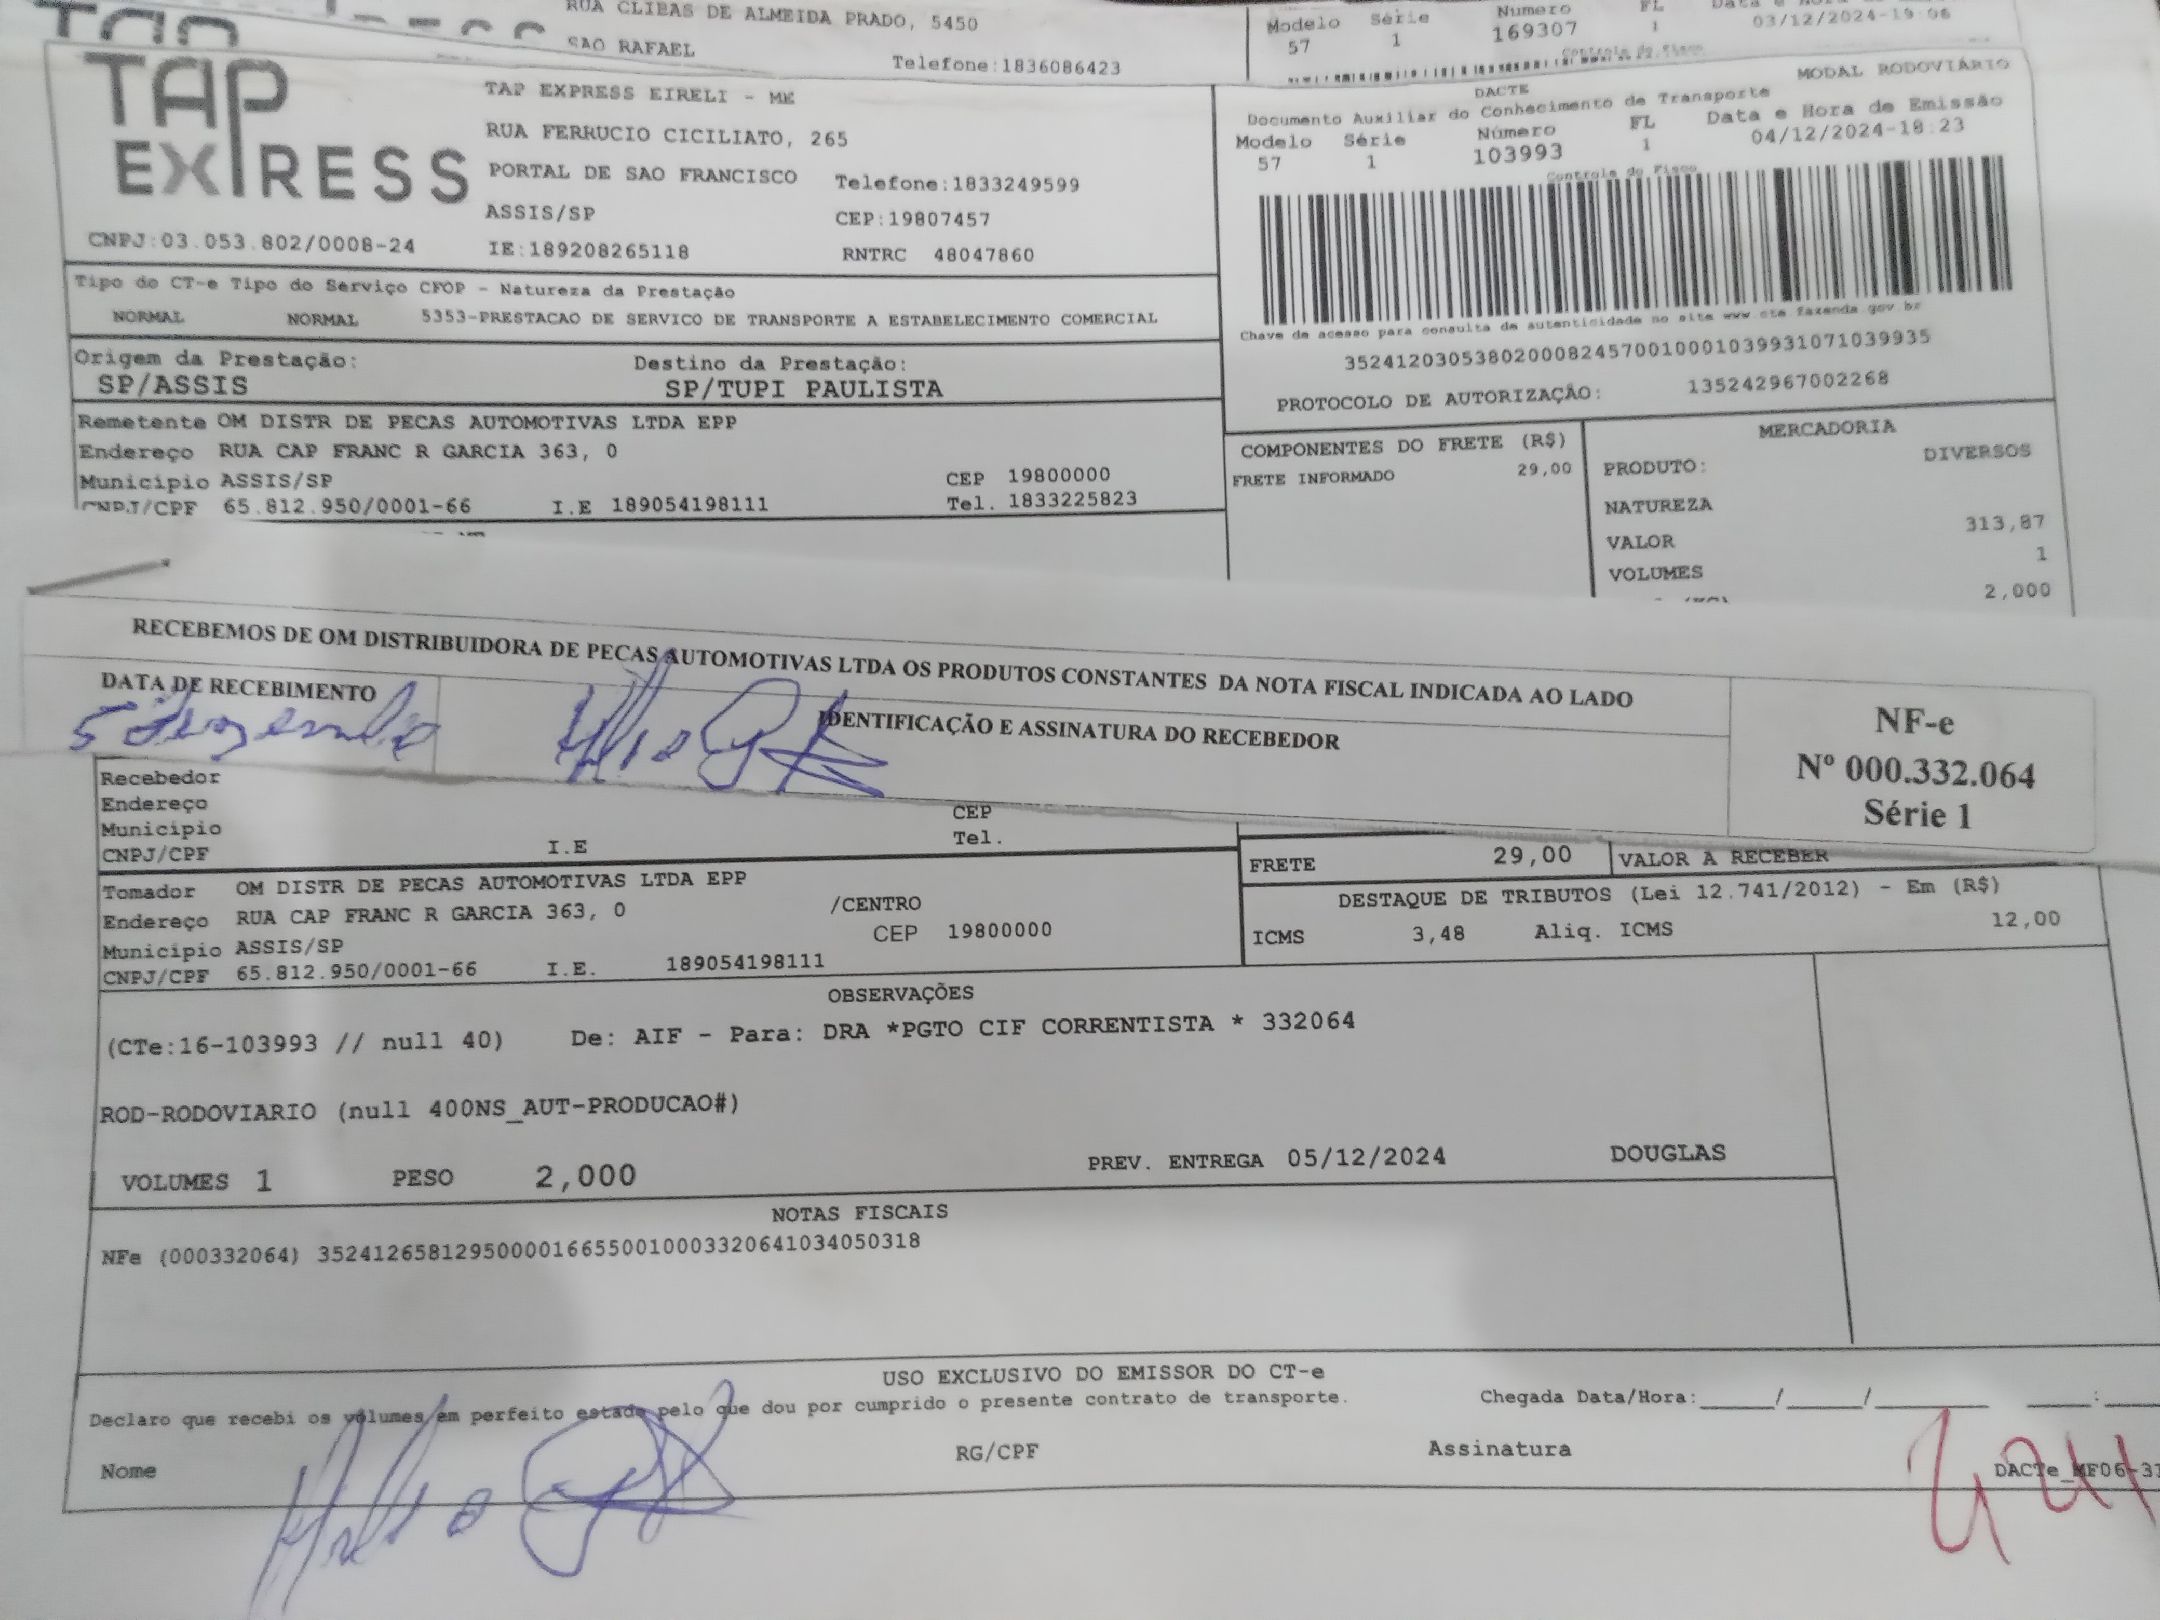 RUA CLIBAS DE ALMEIDA PRADO, 5450
SAO RAFAEL
Telefone:1836086423
Modelo Série Numero FL
57 1 169307 1 03/12/2024-19:06
Controle do Fisco
TAP EXPRESS
TAP EXPRESS EIRELI - ME
RUA FERRUCIO CICILIATO, 265
PORTAL DE SAO FRANCISCO Telefone:1833249599
ASSIS/SP CEP:19807457
CNPJ:03.053.802/0008-24 IE:189208265118 RNTRC 48047860
MODAL RODOVIÁRIO
DACTE
Documento Auxiliar do Conhecimento de Transporte
Modelo Série Número FL Data e Hora de Emissão
57 1 103993 1 04/12/2024-18:23
Controle do Fisco
Chave de acesso para consulta de autenticidade no site www.cte.fazenda.gov.br
35241203053802000824570010001039931071039935
PROTOCOLO DE AUTORIZAÇÃO: 135242967002268
Tipo do CT-e Tipo do Serviço CFOP - Natureza da Prestação
NORMAL NORMAL 5353-PRESTACAO DE SERVICO DE TRANSPORTE A ESTABELECIMENTO COMERCIAL
Origem da Prestação: Destino da Prestação:
SP/ASSIS SP/TUPI PAULISTA
Remetente OM DISTR DE PECAS AUTOMOTIVAS LTDA EPP
Endereço RUA CAP FRANC R GARCIA 363, 0
Município ASSIS/SP CEP 19800000
CNPJ/CPF 65.812.950/0001-66 I.E 189054198111 Tel. 1833225823
COMPONENTES DO FRETE (R$)
FRETE INFORMADO 29,00
MERCADORIA
PRODUTO: DIVERSOS
NATUREZA
VALOR 313,87
VOLUMES 1
2,000
RECEBEMOS DE OM DISTRIBUIDORA DE PECAS AUTOMOTIVAS LTDA OS PRODUTOS CONSTANTES DA NOTA FISCAL INDICADA AO LADO
DATA DE RECEBIMENTO
5 dezembro
IDENTIFICAÇÃO E ASSINATURA DO RECEBEDOR
NF-e
Nº 000.332.064
Série 1
Recebedor
Endereço CEP
Município Tel.
CNPJ/CPF I.E
FRETE 29,00 VALOR A RECEBER
Tomador OM DISTR DE PECAS AUTOMOTIVAS LTDA EPP
Endereço RUA CAP FRANC R GARCIA 363, 0 /CENTRO
Município ASSIS/SP CEP 19800000
CNPJ/CPF 65.812.950/0001-66 I.E. 189054198111
DESTAQUE DE TRIBUTOS (Lei 12.741/2012) - Em (R$)
ICMS 3,48 Aliq. ICMS 12,00
OBSERVAÇÕES
(CTe:16-103993 // null 40) De: AIF - Para: DRA *PGTO CIF CORRENTISTA * 332064
ROD-RODOVIARIO (null 400NS_AUT-PRODUCAO#)
VOLUMES 1 PESO 2,000 PREV. ENTREGA 05/12/2024 DOUGLAS
NOTAS FISCAIS
NFe (000332064) 35241265812950000166550010003320641034050318
USO EXCLUSIVO DO EMISSOR DO CT-e
Declaro que recebi os volumes em perfeito estado pelo que dou por cumprido o presente contrato de transporte. Chegada Data/Hora:_____/_____/_______ ____:____
Nome RG/CPF Assinatura